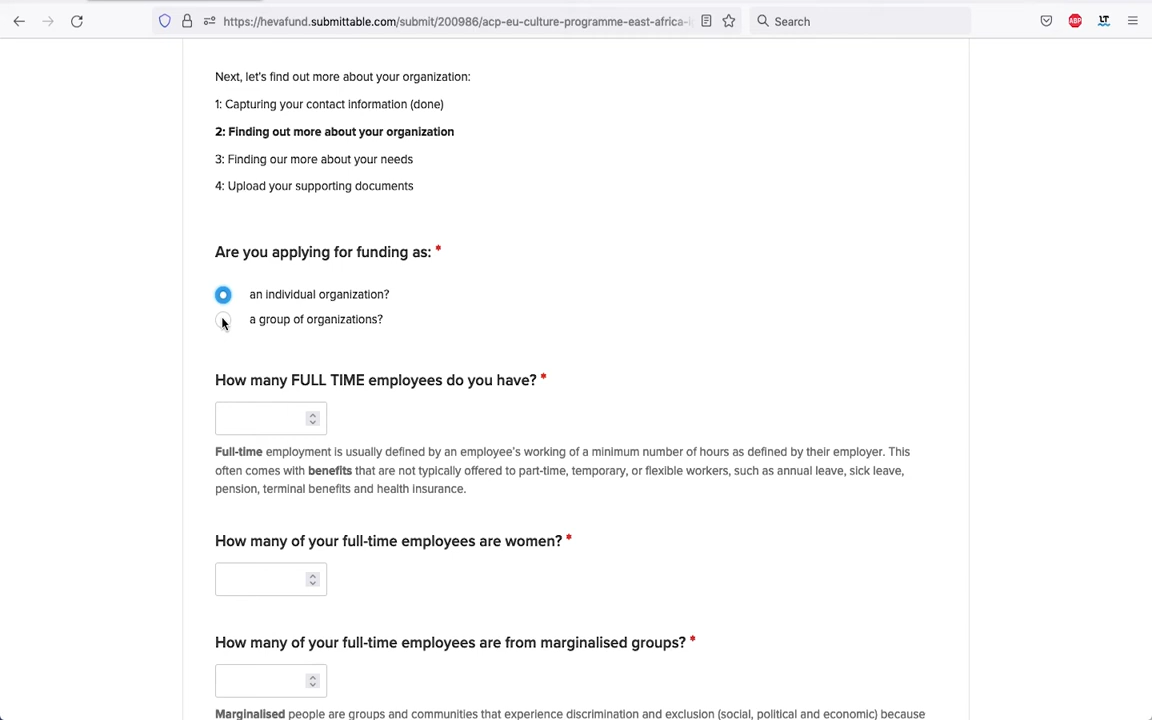 https://hevafund.submittable.com/submit/200986/acp-eu-culture-programme-east-africa-
Search
ABP
LT
Next, let's find out more about your organization:
1: Capturing your contact information (done)
2: Finding out more about your organization
3: Finding our more about your needs
4: Upload your supporting documents
Are you applying for funding as: *
an individual organization?
a group of organizations?
How many FULL TIME employees do you have? *
Full-time employment is usually defined by an employee's working of a minimum number of hours as defined by their employer. This
often comes with benefits that are not typically offered to part-time, temporary, or flexible workers, such as annual leave, sick leave,
pension, terminal benefits and health insurance.
How many of your full-time employees are women? *
How many of your full-time employees are from marginalised groups? *
Marginalised people are groups and communities that experience discrimination and exclusion (social, political and economic) because